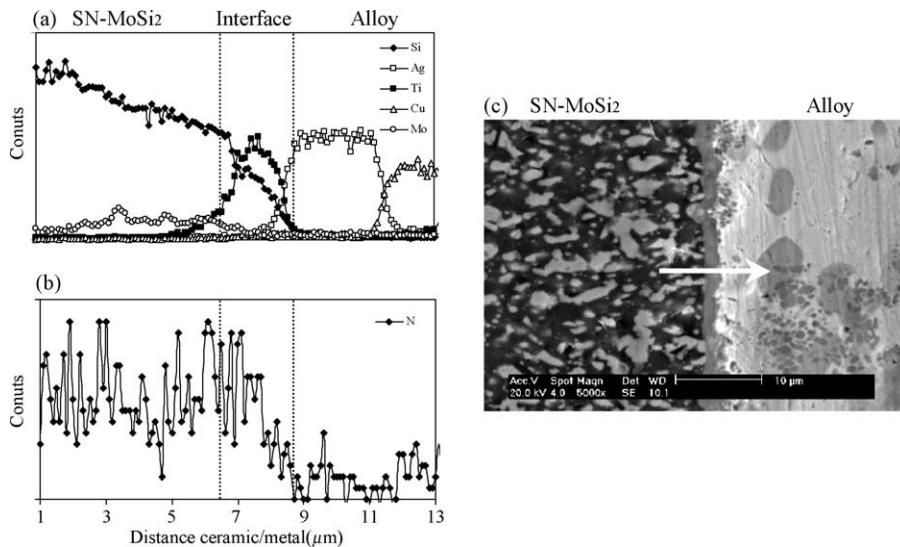 (a) SN-MoSi2 Interface Alloy
Si
Ag
Ti
Cu
Mo
Conuts
(b)
N
Conuts
1 3 5 7 9 11 13
Distance ceramic/metal(µm)
(c) SN-MoSi2 Alloy
Acc.V Spot Magn Det WD 10 µm
20.0 kV 4.0 5000x SE 10.1